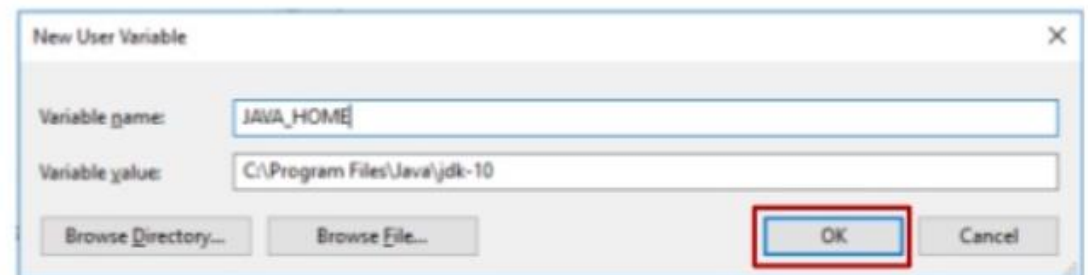 New User Variable
Variable name: JAVA_HOME
Variable value: C:\Program Files\Java\jdk-10
Browse Directory... Browse File... OK Cancel